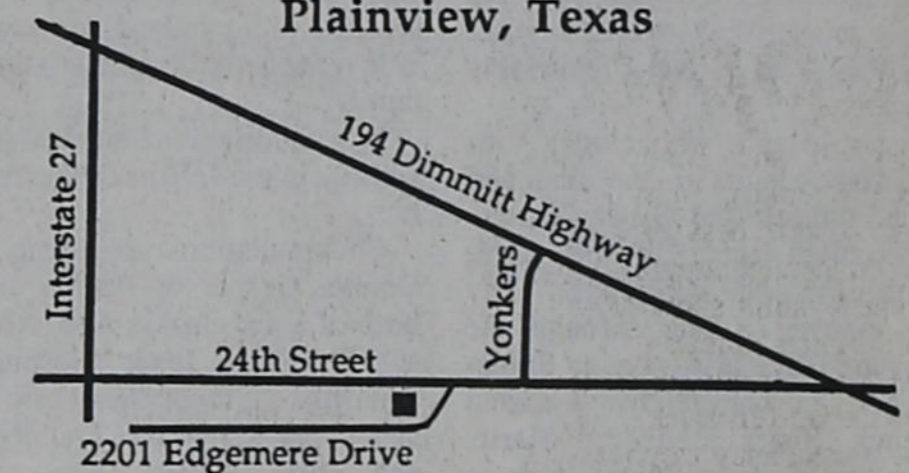 Plainview, Texas
194 Dimmitt Highway
Interstate 27
Yonkers
24th Street
2201 Edgemere Drive